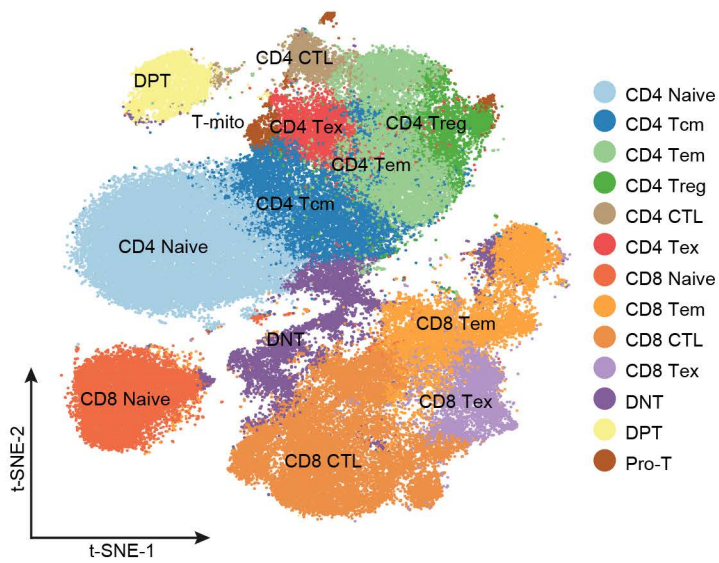 CD4 CTL
DPT
T-mito
CD4 Tex
CD4 Treg
CD4 Tem
CD4 Tcm
CD4 Naive
CD8 Tem
DNT
CD8 Naive
CD8 Tex
CD8 CTL
t-SNE-2
t-SNE-1
CD4 Naive
CD4 Tcm
CD4 Tem
CD4 Treg
CD4 CTL
CD4 Tex
CD8 Naive
CD8 Tem
CD8 CTL
CD8 Tex
DNT
DPT
Pro-T